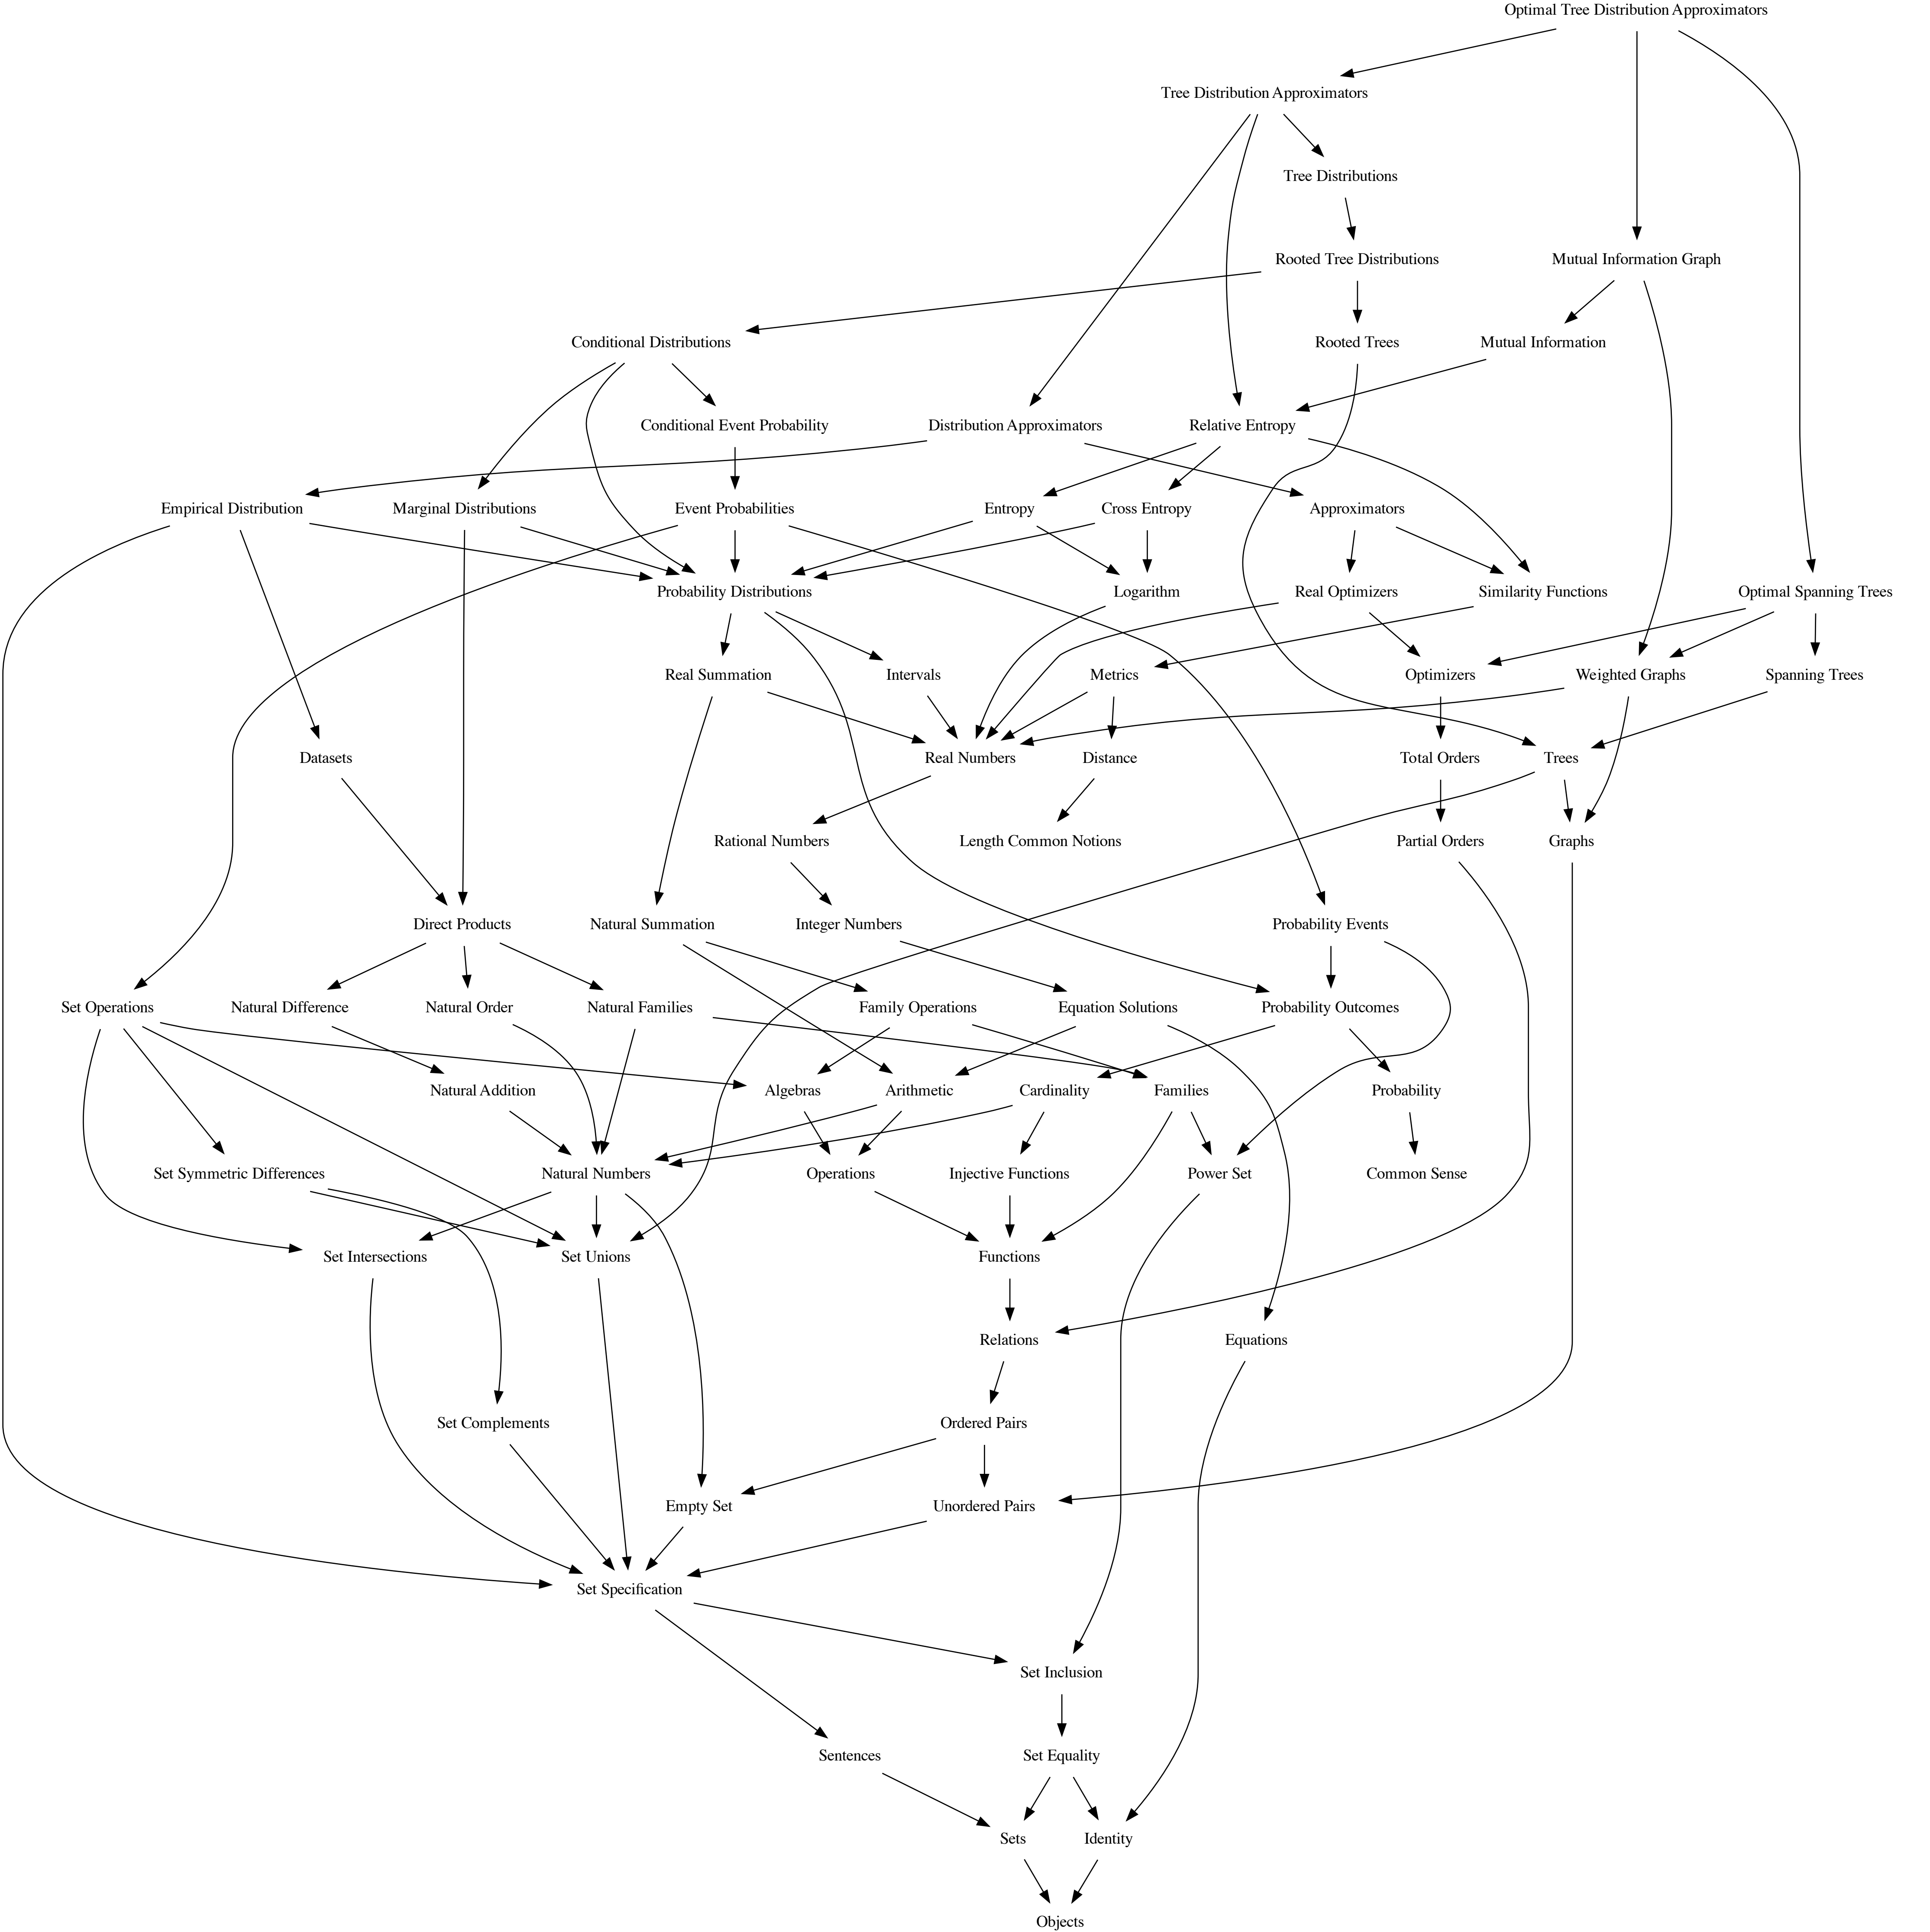 Optimal Tree Distribution Approximators
Tree Distribution Approximators
Tree Distributions
Rooted Tree Distributions
Mutual Information Graph
Conditional Distributions
Rooted Trees
Mutual Information
Conditional Event Probability
Distribution Approximators
Relative Entropy
Empirical Distribution
Marginal Distributions
Event Probabilities
Entropy
Cross Entropy
Approximators
Probability Distributions
Logarithm
Real Optimizers
Similarity Functions
Optimal Spanning Trees
Real Summation
Intervals
Metrics
Optimizers
Weighted Graphs
Spanning Trees
Datasets
Real Numbers
Distance
Total Orders
Trees
Rational Numbers
Length Common Notions
Partial Orders
Graphs
Direct Products
Natural Summation
Integer Numbers
Probability Events
Set Operations
Natural Difference
Natural Order
Natural Families
Family Operations
Equation Solutions
Probability Outcomes
Natural Addition
Algebras
Arithmetic
Cardinality
Families
Probability
Set Symmetric Differences
Natural Numbers
Operations
Injective Functions
Power Set
Common Sense
Set Intersections
Set Unions
Functions
Relations
Equations
Set Complements
Ordered Pairs
Empty Set
Unordered Pairs
Set Specification
Set Inclusion
Sentences
Set Equality
Sets
Identity
Objects